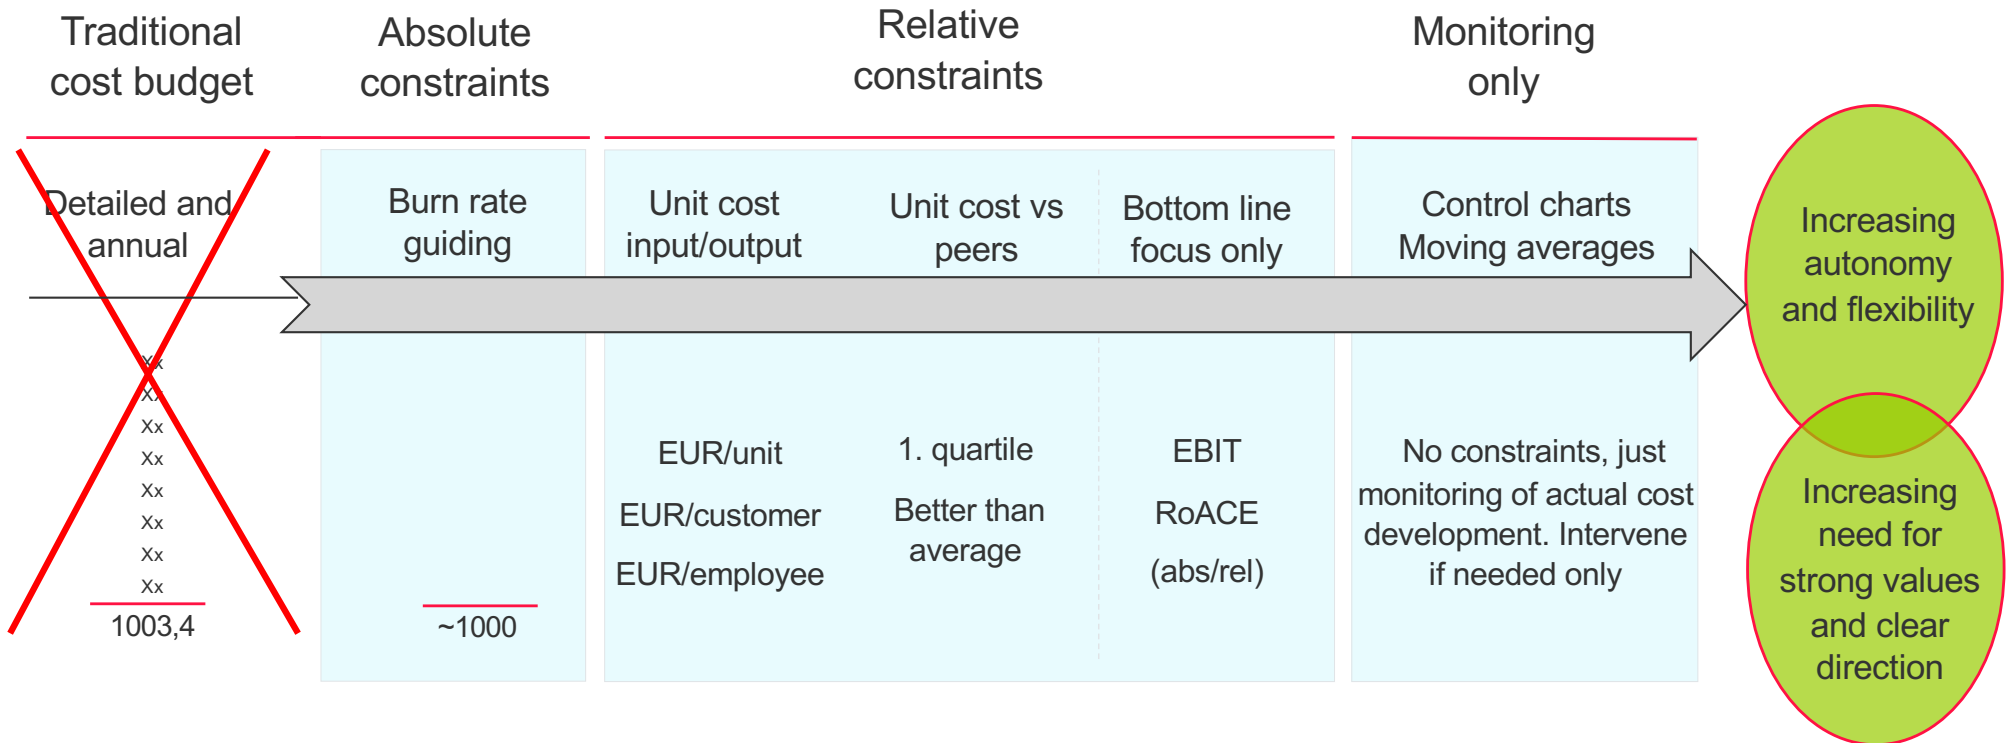 Traditional
cost budget
Absolute
constraints
Relative
constraints
Monitoring
only
Detailed and
annual
Xx
Xx
Xx
Xx
Xx
Xx
Xx
Xx
1003,4
Burn rate
guiding
~1000
Unit cost
input/output
EUR/unit
EUR/customer
EUR/employee
Unit cost vs
peers
1. quartile
Better than
average
Bottom line
focus only
EBIT
RoACE
(abs/rel)
Control charts
Moving averages
No constraints, just
monitoring of actual cost
development. Intervene
if needed only
Increasing
autonomy
and flexibility
Increasing
need for
strong values
and clear
direction